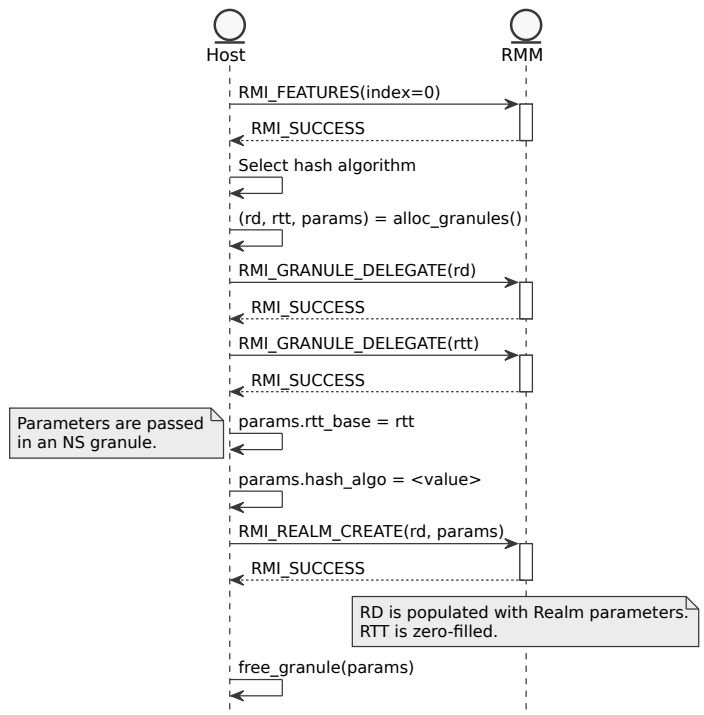 Host
RMM
RMI_FEATURES(index=0)
RMI_SUCCESS
Select hash algorithm
(rd, rtt, params) = alloc_granules()
RMI_GRANULE_DELEGATE(rd)
RMI_SUCCESS
RMI_GRANULE_DELEGATE(rtt)
RMI_SUCCESS
Parameters are passed
in an NS granule.
params.rtt_base = rtt
params.hash_algo = <value>
RMI_REALM_CREATE(rd, params)
RMI_SUCCESS
RD is populated with Realm parameters.
RTT is zero-filled.
free_granule(params)